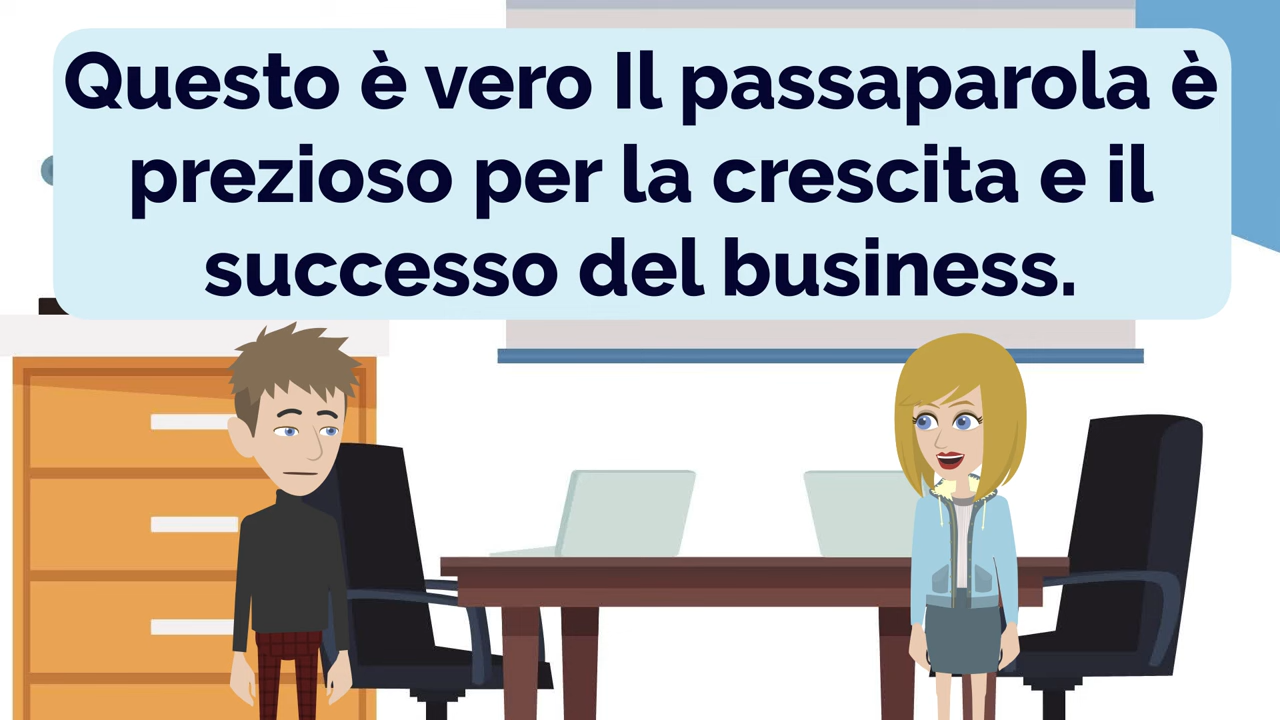 Questo è vero Il passaparola è
prezioso per la crescita e il
successo del business.